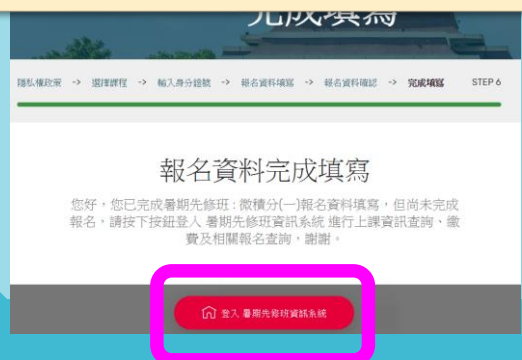 完成填寫
隱私權政策 -> 選擇課程 -> 輸入身分證號 -> 報名資料填寫 -> 報名資料確認 -> 完成填寫 STEP 6
報名資料完成填寫
您好，您已完成暑期先修班 : 微積分(一)報名資料填寫，但尚未完成
報名，請按下按鈕登入 暑期先修班資訊系統 進行上課資訊查詢、繳
費及相關報名查詢，謝謝。
登入 暑期先修班資訊系統